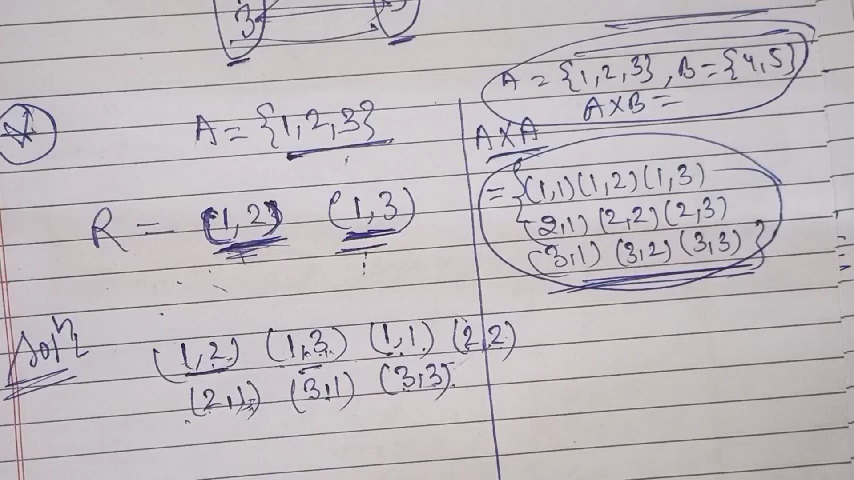 3
A = {1,2,3}, B = {4,5}
A×B =
A = {1,2,3}
A×A
R = (1,2) (1,3)
= {(1,1)(1,2)(1,3)
(2,1)(2,2)(2,3)
(3,1)(3,2)(3,3)}
Solⁿ
(1,2) (1,3) (1,1) (2,2)
(2,1) (3,1) (3,3)